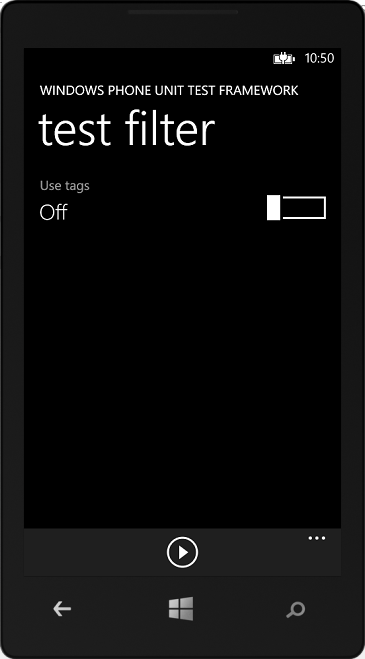 10:50
WINDOWS PHONE UNIT TEST FRAMEWORK
test filter
Use tags
Off